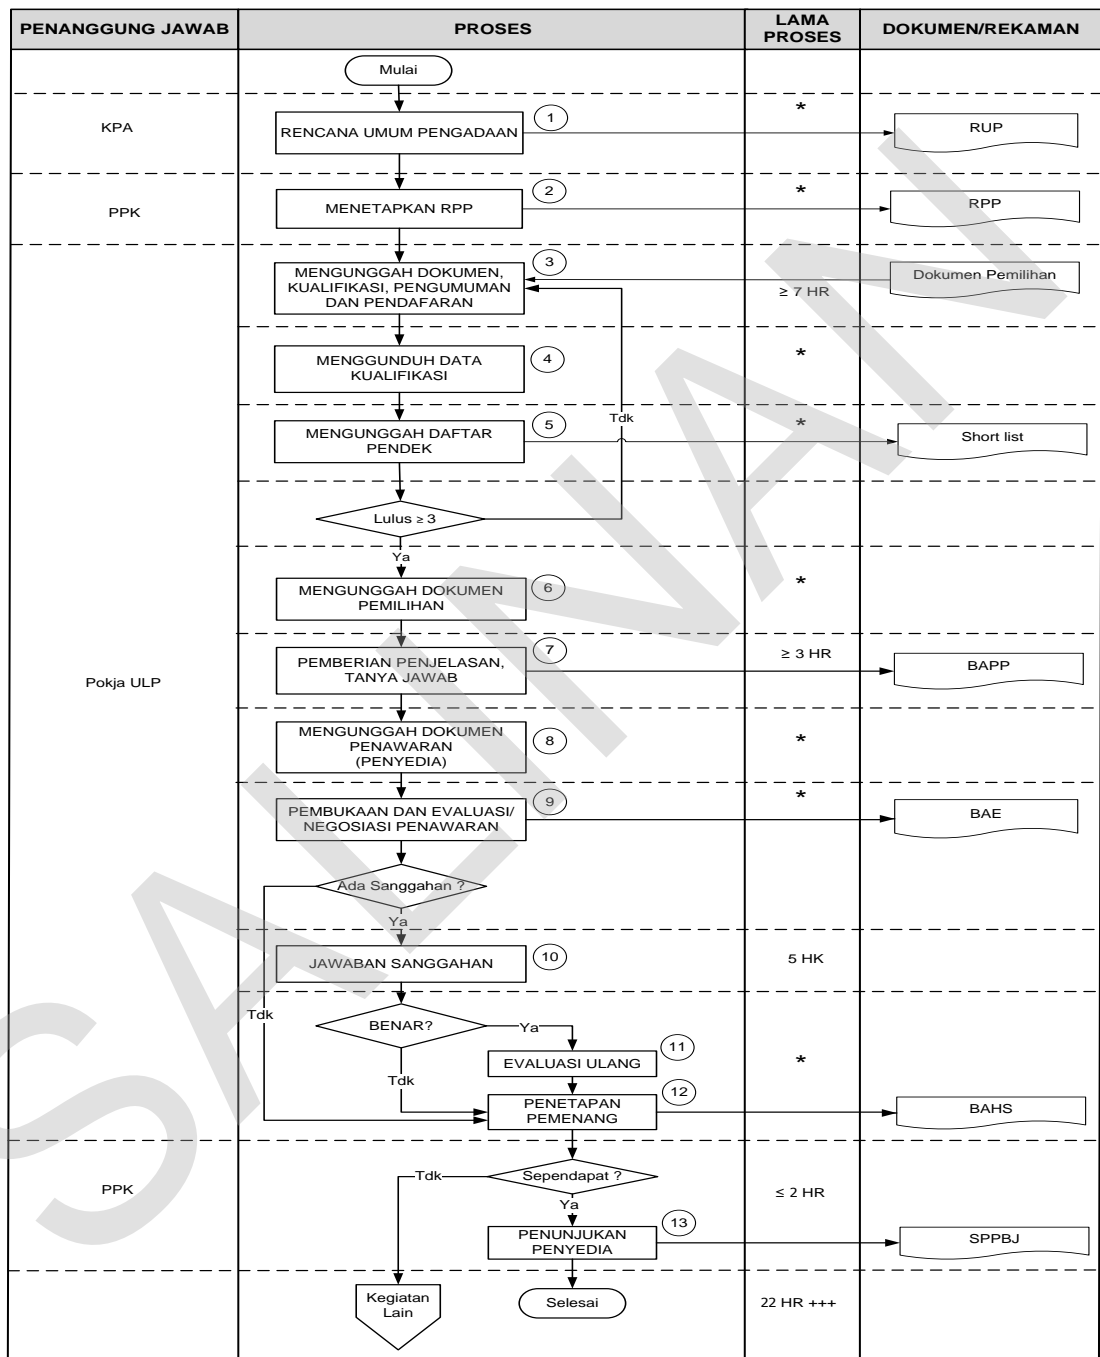 PENANGGUNG JAWAB
PROSES
LAMA
PROSES
DOKUMEN/REKAMAN
Mulai
KPA
RENCANA UMUM PENGADAAN
1
*
RUP
PPK
MENETAPKAN RPP
2
*
RPP
MENGUNGGAH DOKUMEN,
KUALIFIKASI, PENGUMUMAN
DAN PENDAFARAN
3
≥ 7 HR
Dokumen Pemilihan
MENGGUNDUH DATA
KUALIFIKASI
4
*
Tdk
MENGUNGGAH DAFTAR
PENDEK
5
*
Short list
Lulus ≥ 3
Ya
MENGUNGGAH DOKUMEN
PEMILIHAN
6
*
Pokja ULP
PEMBERIAN PENJELASAN,
TANYA JAWAB
7
≥ 3 HR
BAPP
MENGUNGGAH DOKUMEN
PENAWARAN
(PENYEDIA)
8
*
PEMBUKAAN DAN EVALUASI/
NEGOSIASI PENAWARAN
9
*
BAE
Ada Sanggahan ?
Ya
JAWABAN SANGGAHAN
10
5 HK
Tdk
BENAR?
Ya
EVALUASI ULANG
11
*
Tdk
PENETAPAN
PEMENANG
12
BAHS
PPK
Tdk
Sependapat ?
≤ 2 HR
Ya
PENUNJUKAN
PENYEDIA
13
SPPBJ
Kegiatan
Lain
Selesai
22 HR +++
SALINAN